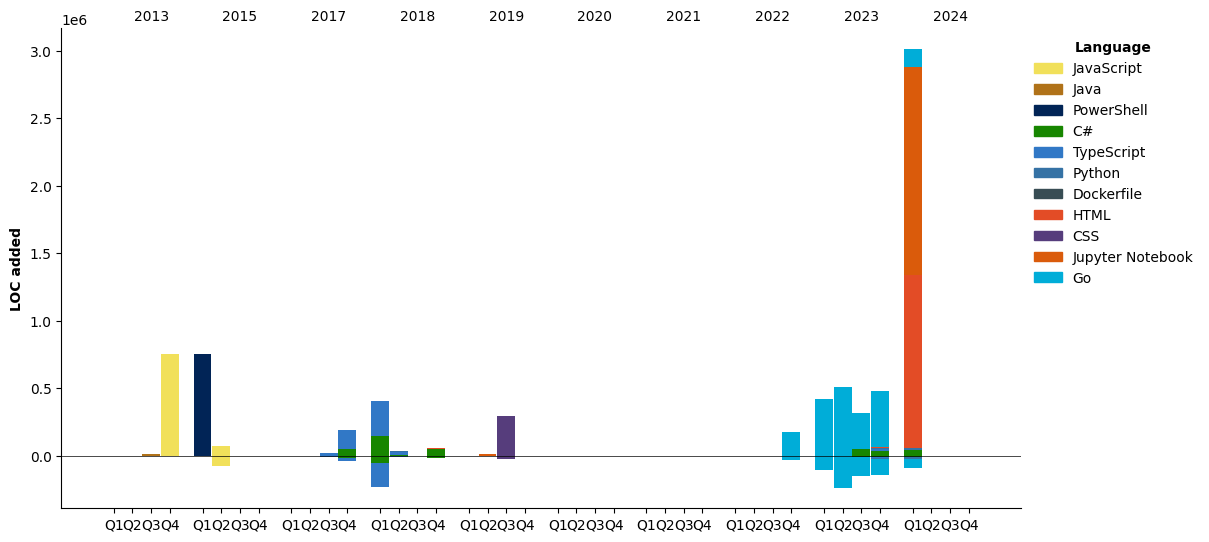 2013 2015 2017 2018 2019 2020 2021 2022 2023 2024
1e6
3.0
2.5
2.0
1.5
1.0
0.5
0.0
LOC added
Q1Q2Q3Q4 Q1Q2Q3Q4 Q1Q2Q3Q4 Q1Q2Q3Q4 Q1Q2Q3Q4 Q1Q2Q3Q4 Q1Q2Q3Q4 Q1Q2Q3Q4 Q1Q2Q3Q4 Q1Q2Q3Q4
Language
JavaScript
Java
PowerShell
C#
TypeScript
Python
Dockerfile
HTML
CSS
Jupyter Notebook
Go